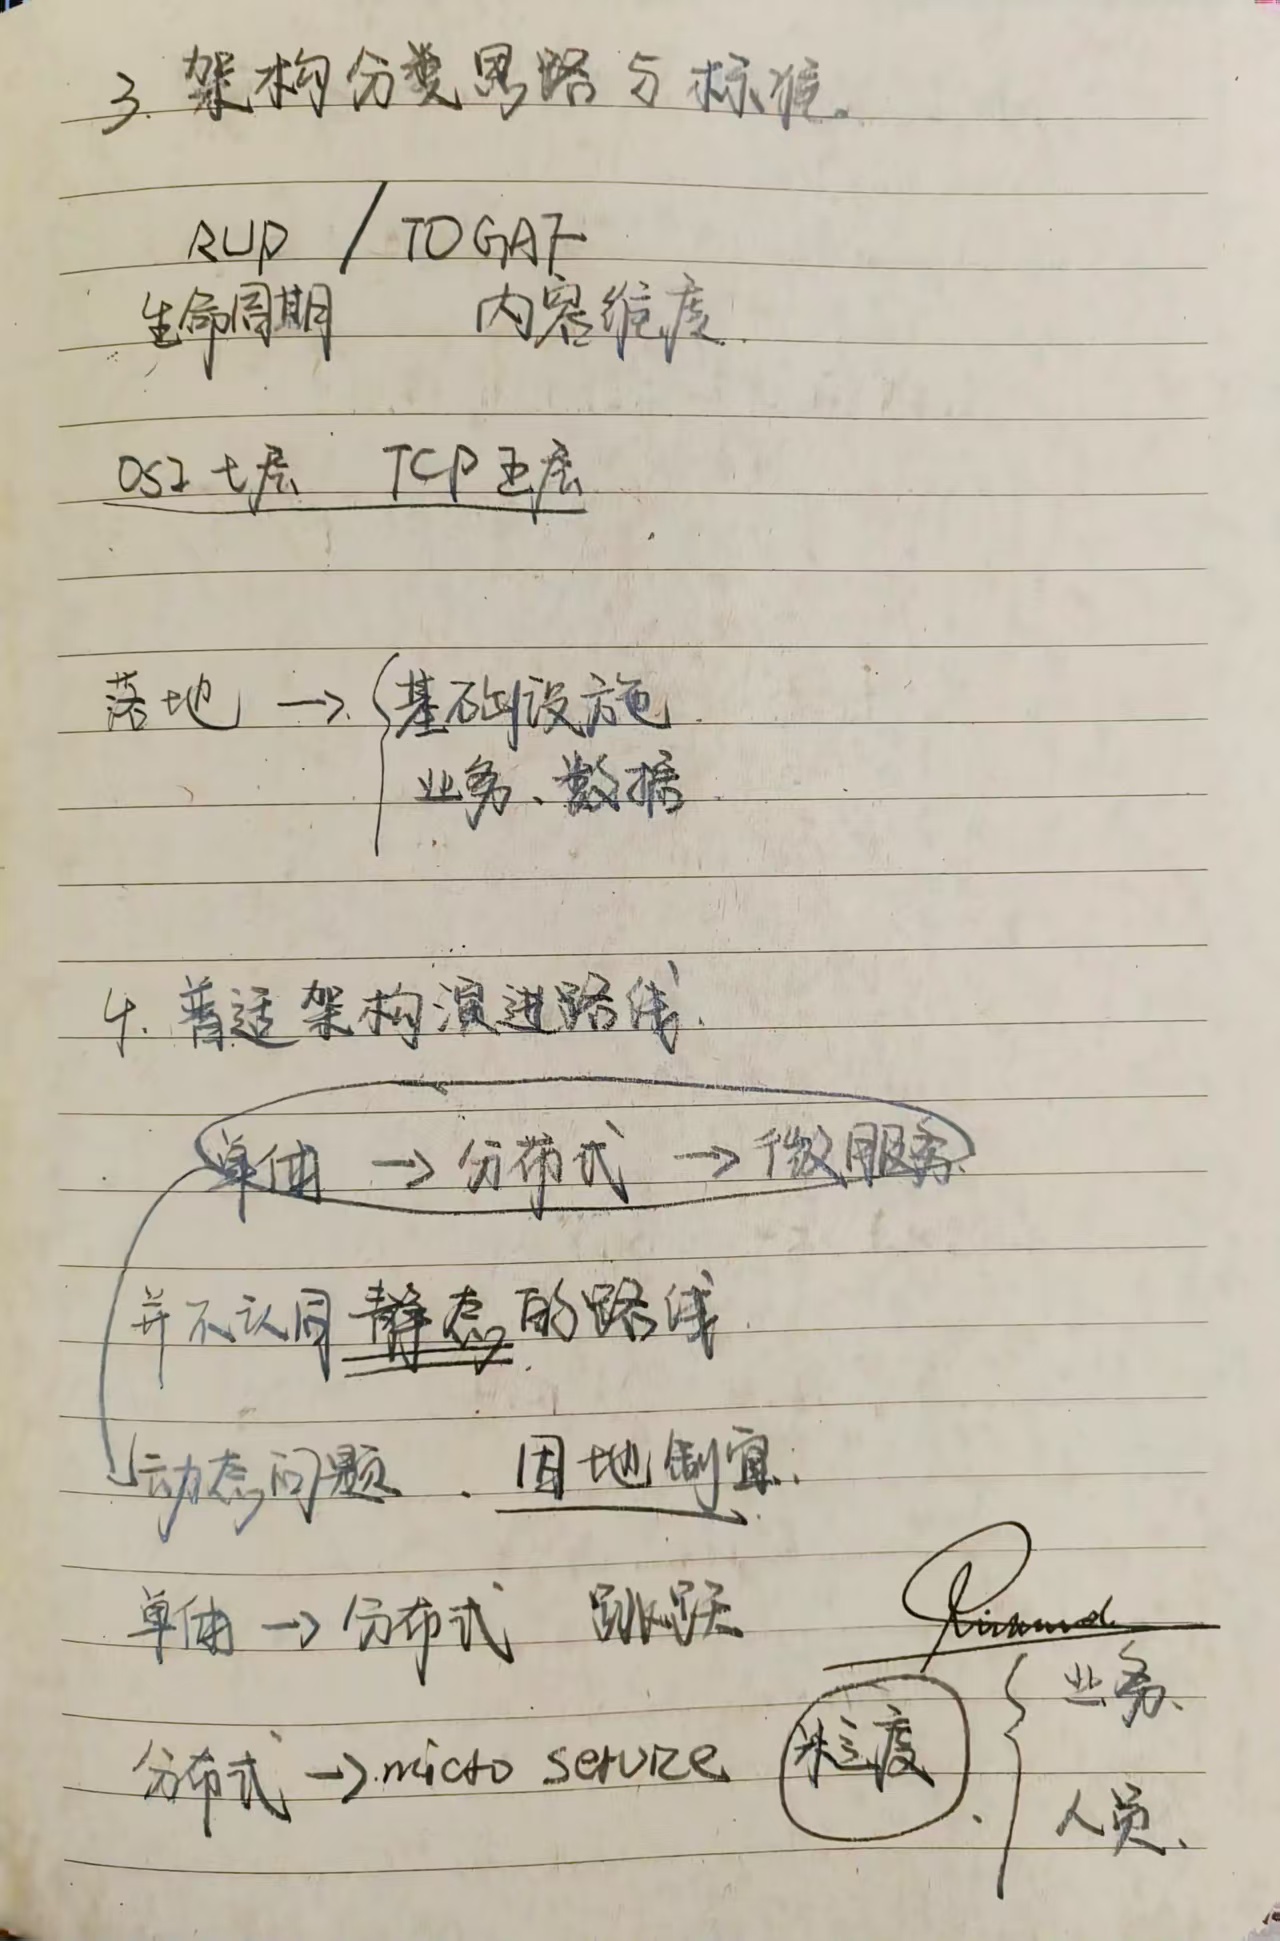 3. 架构分类思路与标准.
RUP / TOGAF
生命周期 内容维度.
OSI 七层 TCP 五层
落地 → { 基础设施.
业务、数据.
4. 普适架构演进路线.
单体 → 分布式 → 微服务
并不认同静态的路线.
动态问题. 因地制宜.
单体 → 分布式 跳跃
业务、
分布式 → micro service 粒度.
人员、